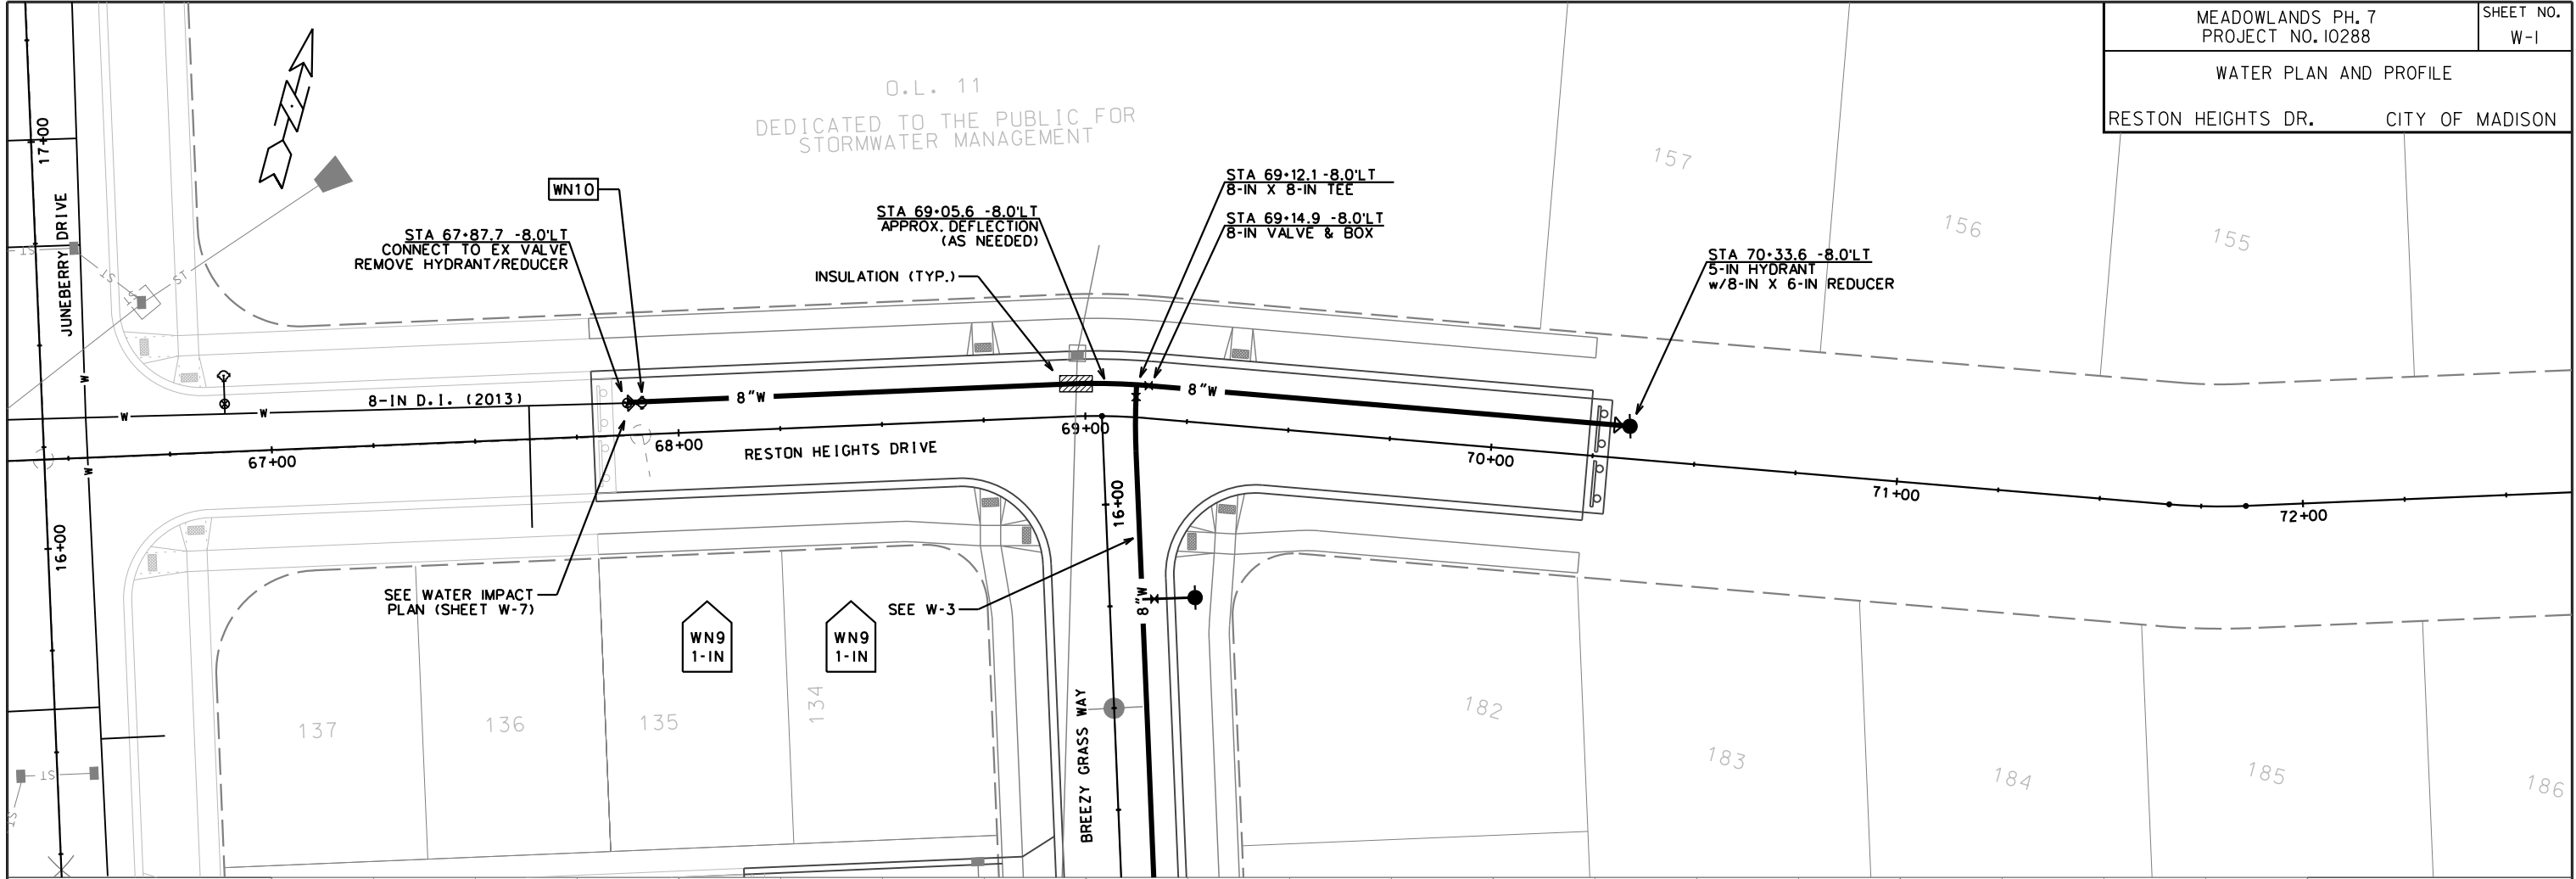 MEADOWLANDS PH. 7
PROJECT NO. 10288
SHEET NO.
W-1
WATER PLAN AND PROFILE
RESTON HEIGHTS DR.
CITY OF MADISON
O.L. 11
DEDICATED TO THE PUBLIC FOR
STORMWATER MANAGEMENT
157
156
155
17+00
JUNEBERRY DRIVE
WN10
STA 67+87.7 -8.0'LT
CONNECT TO EX VALVE
REMOVE HYDRANT/REDUCER
STA 69+05.6 -8.0'LT
APPROX. DEFLECTION
(AS NEEDED)
INSULATION (TYP.)
STA 69+12.1 -8.0'LT
8-IN X 8-IN TEE
STA 69+14.9 -8.0'LT
8-IN VALVE & BOX
STA 70+33.6 -8.0'LT
5-IN HYDRANT
w/8-IN X 6-IN REDUCER
ST
ST
ST
ST
W
W
W
W
8-IN D.I. (2013)
8"W
8"W
67+00
68+00
RESTON HEIGHTS DRIVE
69+00
70+00
71+00
72+00
16+00
16+00
SEE WATER IMPACT
PLAN (SHEET W-7)
WN9
1-IN
WN9
1-IN
SEE W-3
8"W
BREEZY GRASS WAY
137
136
135
134
182
183
184
185
186
ST
ST